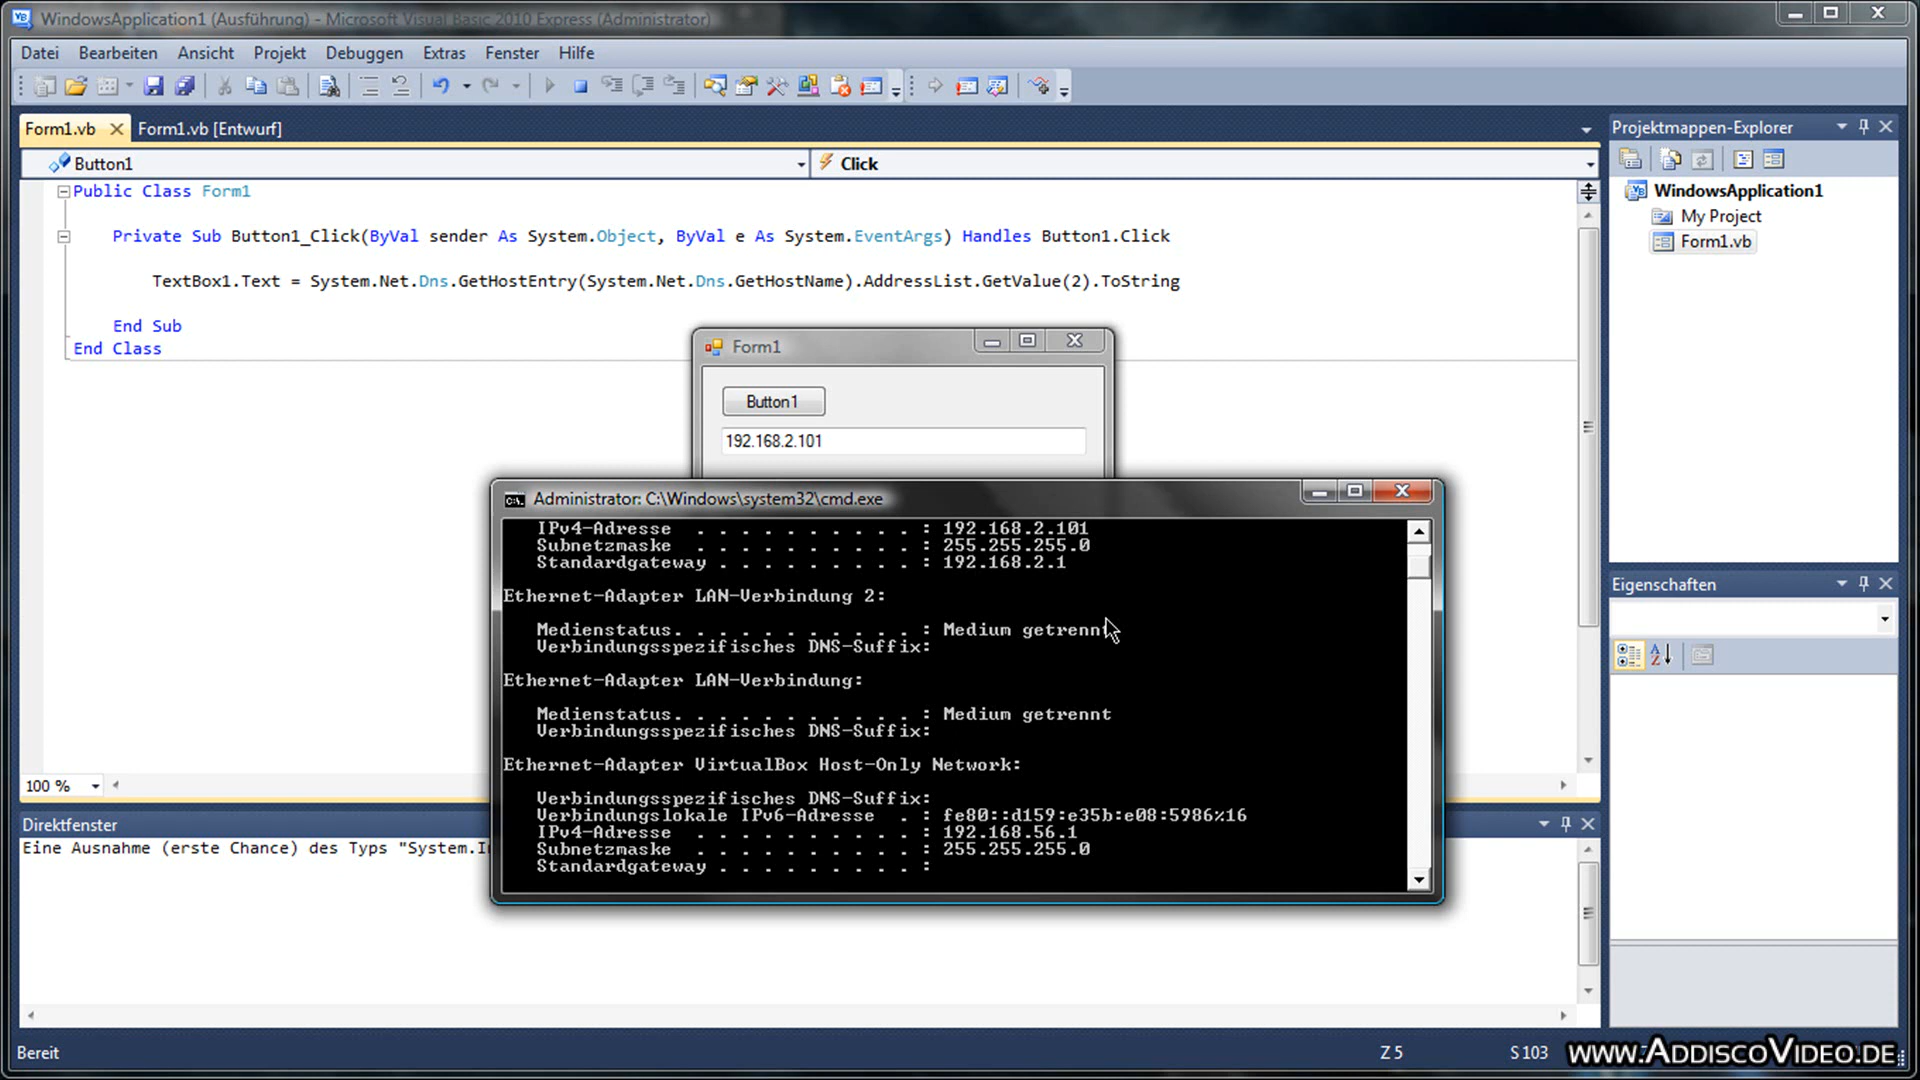 WindowsApplication1 (Ausführung) - Microsoft Visual Basic 2010 Express (Administrator)
Datei Bearbeiten Ansicht Projekt Debuggen Extras Fenster Hilfe
Form1.vb Form1.vb [Entwurf]
Button1 Click
Public Class Form1
Private Sub Button1_Click(ByVal sender As System.Object, ByVal e As System.EventArgs) Handles Button1.Click
TextBox1.Text = System.Net.Dns.GetHostEntry(System.Net.Dns.GetHostName).AddressList.GetValue(2).ToString
End Sub
End Class
Form1
Button1
192.168.2.101
Administrator: C:\Windows\system32\cmd.exe
IPv4-Adresse . . . . . . . . . . : 192.168.2.101
Subnetzmaske . . . . . . . . . . : 255.255.255.0
Standardgateway . . . . . . . . . : 192.168.2.1
Ethernet-Adapter LAN-Verbindung 2:
Medienstatus. . . . . . . . . . . : Medium getrennt
Verbindungsspezifisches DNS-Suffix:
Ethernet-Adapter LAN-Verbindung:
Medienstatus. . . . . . . . . . . : Medium getrennt
Verbindungsspezifisches DNS-Suffix:
Ethernet-Adapter VirtualBox Host-Only Network:
Verbindungsspezifisches DNS-Suffix:
Verbindungslokale IPv6-Adresse . : fe80::d159:e35b:e08:5986%16
IPv4-Adresse . . . . . . . . . . : 192.168.56.1
Subnetzmaske . . . . . . . . . . : 255.255.255.0
Standardgateway . . . . . . . . . :
100 %
Direktfenster
Eine Ausnahme (erste Chance) des Typs "System.I
Projektmappen-Explorer
WindowsApplication1
My Project
Form1.vb
Eigenschaften
Bereit Z 5 S 103
www.AddiscoVideo.de